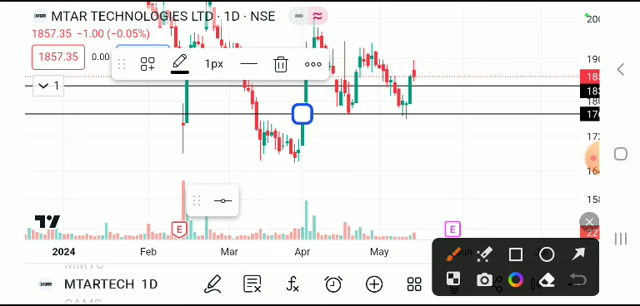 MTAR TECHNOLOGIES LTD · 1D · NSE
1857.35 −1.00 (−0.05%)
1857.35
0.00
1px
1
E
E
2024
Feb
Mar
Apr
May
MTARTECH 1D